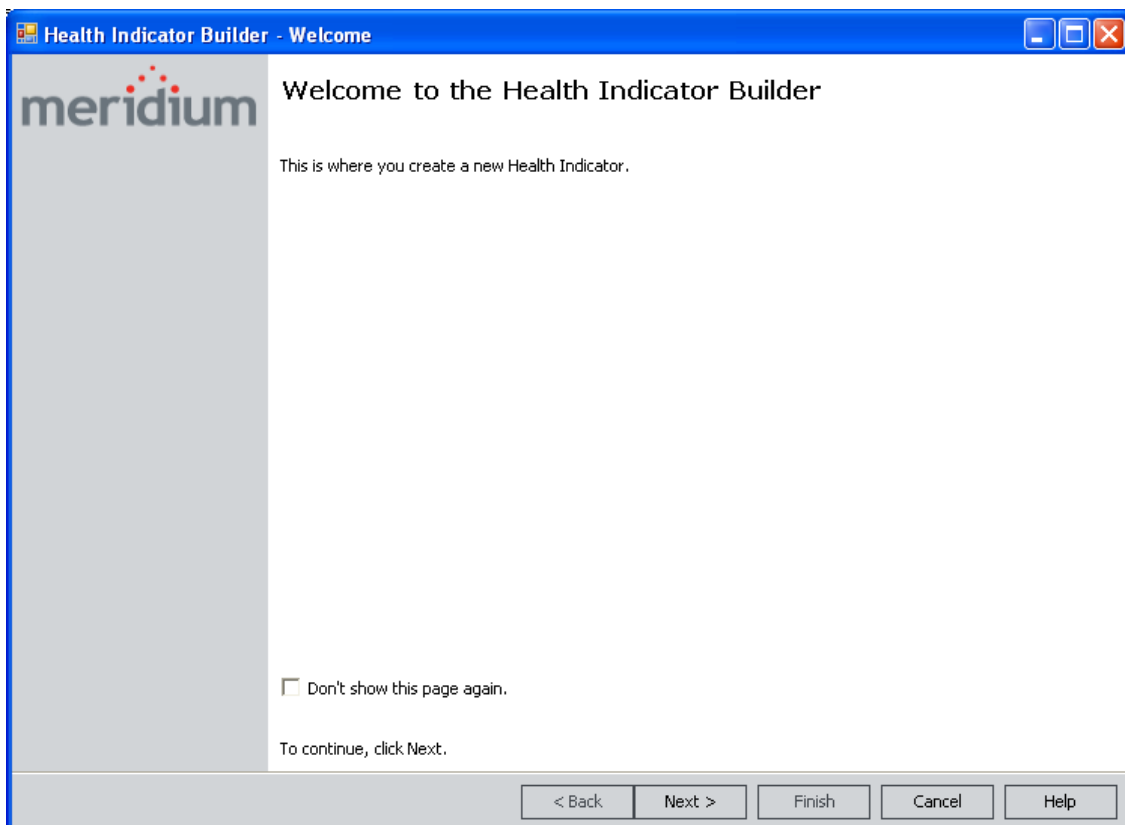 Health Indicator Builder - Welcome
meridium
Welcome to the Health Indicator Builder
This is where you create a new Health Indicator.
Don't show this page again.
To continue, click Next.
< Back
Next >
Finish
Cancel
Help